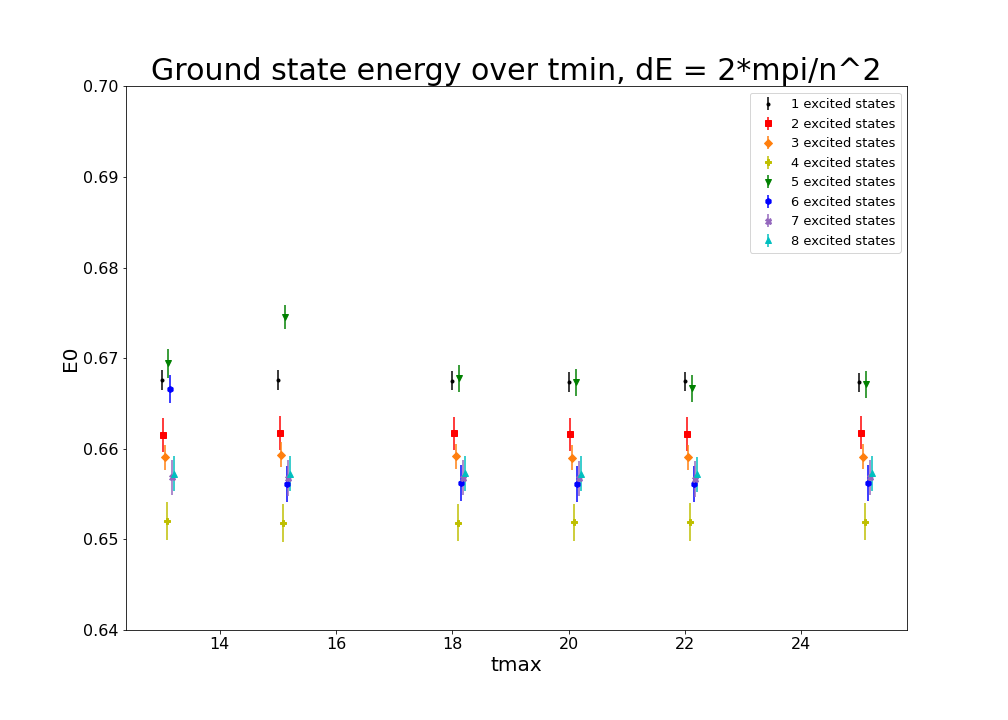 Ground state energy over tmin, dE = 2*mpi/n^2
0.70
0.69
0.68
0.67
0.66
0.65
0.64
E0
1 excited states
2 excited states
3 excited states
4 excited states
5 excited states
6 excited states
7 excited states
8 excited states
14 16 18 20 22 24
tmax